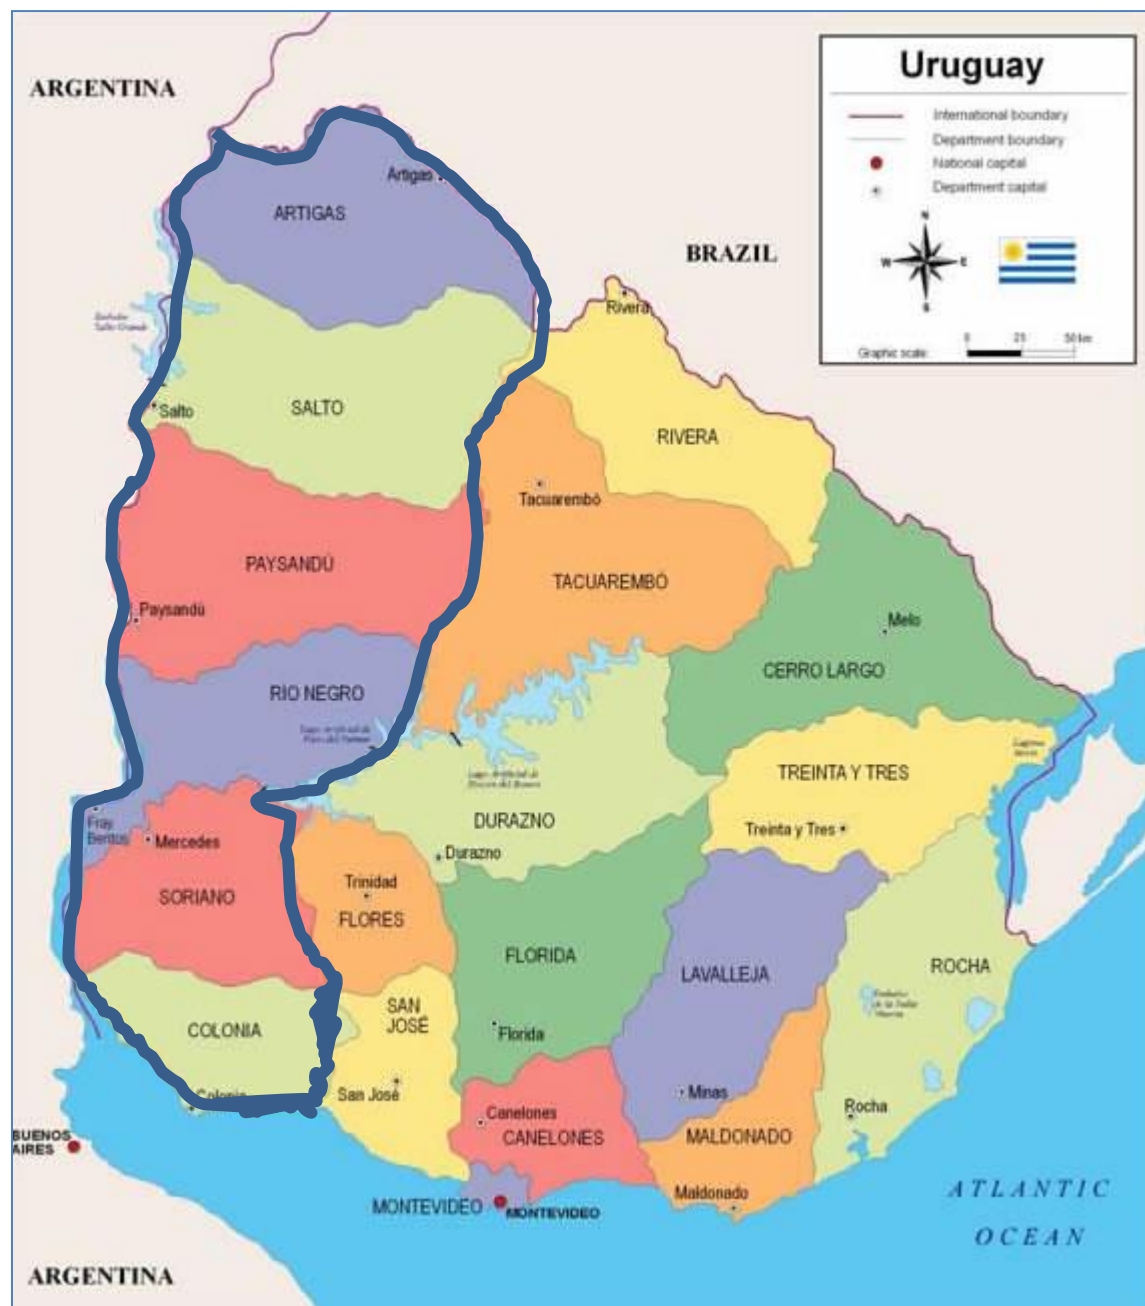 Uruguay
International boundary
Department boundary
National capital
Department capital
N
W
E
S
Graphic scale:
0
25
50 km
ARGENTINA
BRAZIL
Artigas
ARTIGAS
Rivera
Salto
SALTO
RIVERA
Tacuarembó
PAYSANDÚ
TACUAREMBÓ
Paysandú
Melo
CERRO LARGO
RÍO NEGRO
TREINTA Y TRES
Fray
Bentos
Mercedes
DURAZNO
Treinta y Tres
Durazno
SORIANO
Trinidad
FLORES
FLORIDA
LAVALLEJA
ROCHA
SAN
JOSÉ
COLONIA
Florida
Colonia
San José
Minas
Canelones
CANELONES
MALDONADO
Rocha
BUENOS
AIRES
MONTEVIDEO
MONTEVIDEO
Maldonado
ATLANTIC
OCEAN
ARGENTINA